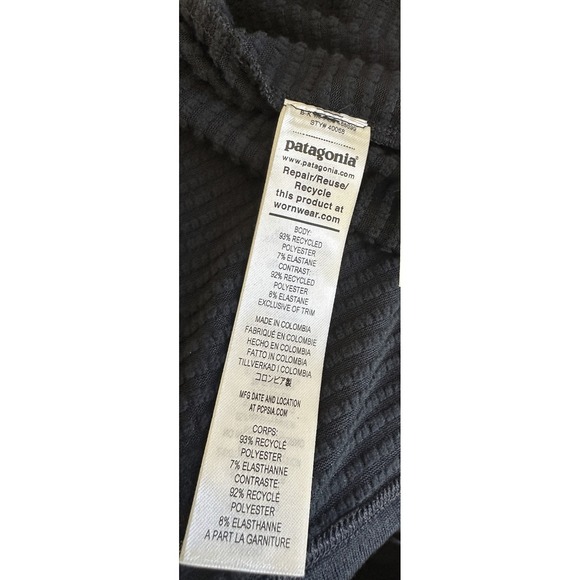 STY# 40068
patagonia®
www.patagonia.com
Repair/Reuse/
Recycle
this product at
wornwear.com
BODY:
93% RECYCLED
POLYESTER
7% ELASTANE
CONTRAST:
92% RECYCLED
POLYESTER
8% ELASTANE
EXCLUSIVE OF TRIM
MADE IN COLOMBIA
FABRIQUÉ EN COLOMBIE
HECHO EN COLOMBIA
FATTO IN COLOMBIA
TILLVERKAD I COLOMBIA
コロンビア製
MFG DATE AND LOCATION
AT PCPSIA.COM
CORPS:
93% RECYCLÉ
POLYESTER
7% ELASTHANNE
CONTRASTE:
92% RECYCLÉ
POLYESTER
8% ELASTHANNE
A PART LA GARNITURE